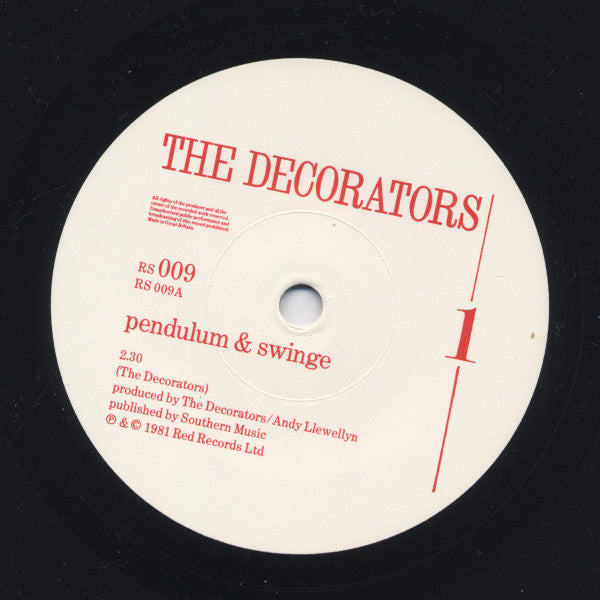 THE DECORATORS
All rights of the producer and of the
owner of the recorded work reserved.
Unauthorised public performance and
broadcasting of this record prohibited.
Made in Great Britain.
RS 009
RS 009A
1
pendulum & swinge
2.30
(The Decorators)
produced by The Decorators/Andy Llewellyn
published by Southern Music
℗ & © 1981 Red Records Ltd